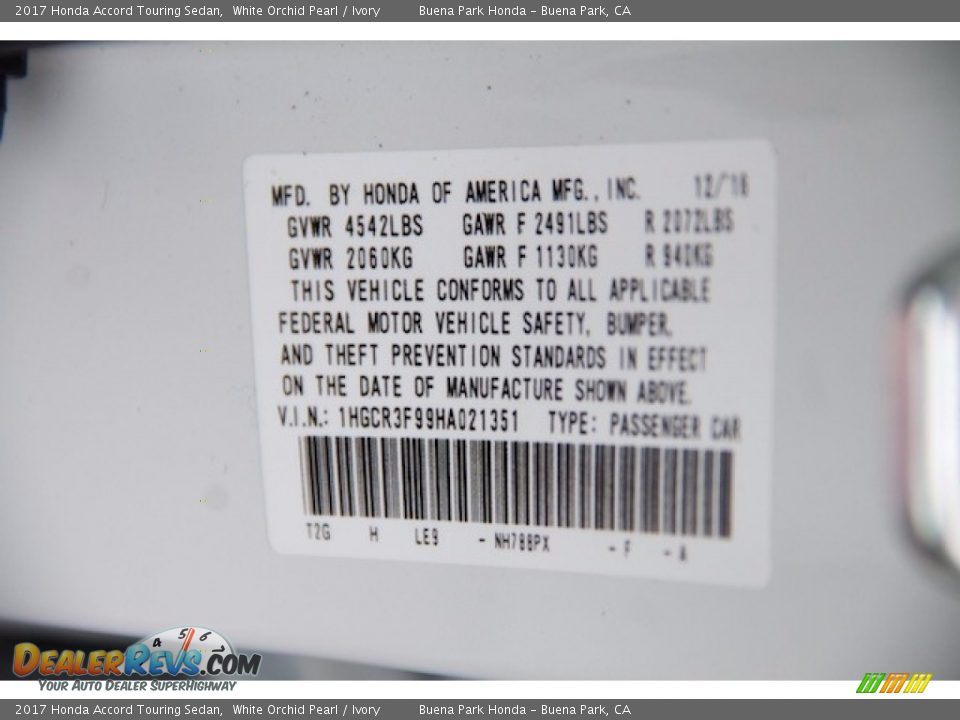 2017 Honda Accord Touring Sedan, White Orchid Pearl / Ivory Buena Park Honda - Buena Park, CA
MFD. BY HONDA OF AMERICA MFG., INC. 12/16
GVWR 4542LBS GAWR F 2491LBS R 2072LBS
GVWR 2060KG GAWR F 1130KG R 940KG
THIS VEHICLE CONFORMS TO ALL APPLICABLE
FEDERAL MOTOR VEHICLE SAFETY, BUMPER,
AND THEFT PREVENTION STANDARDS IN EFFECT
ON THE DATE OF MANUFACTURE SHOWN ABOVE.
V.I.N.: 1HGCR3F99HA021351 TYPE: PASSENGER CAR
T2G H LE9 - NH788PX - F - A
4 5 6
DEALERREVS.COM
YOUR AUTO DEALER SUPERHIGHWAY
2017 Honda Accord Touring Sedan, White Orchid Pearl / Ivory Buena Park Honda - Buena Park, CA